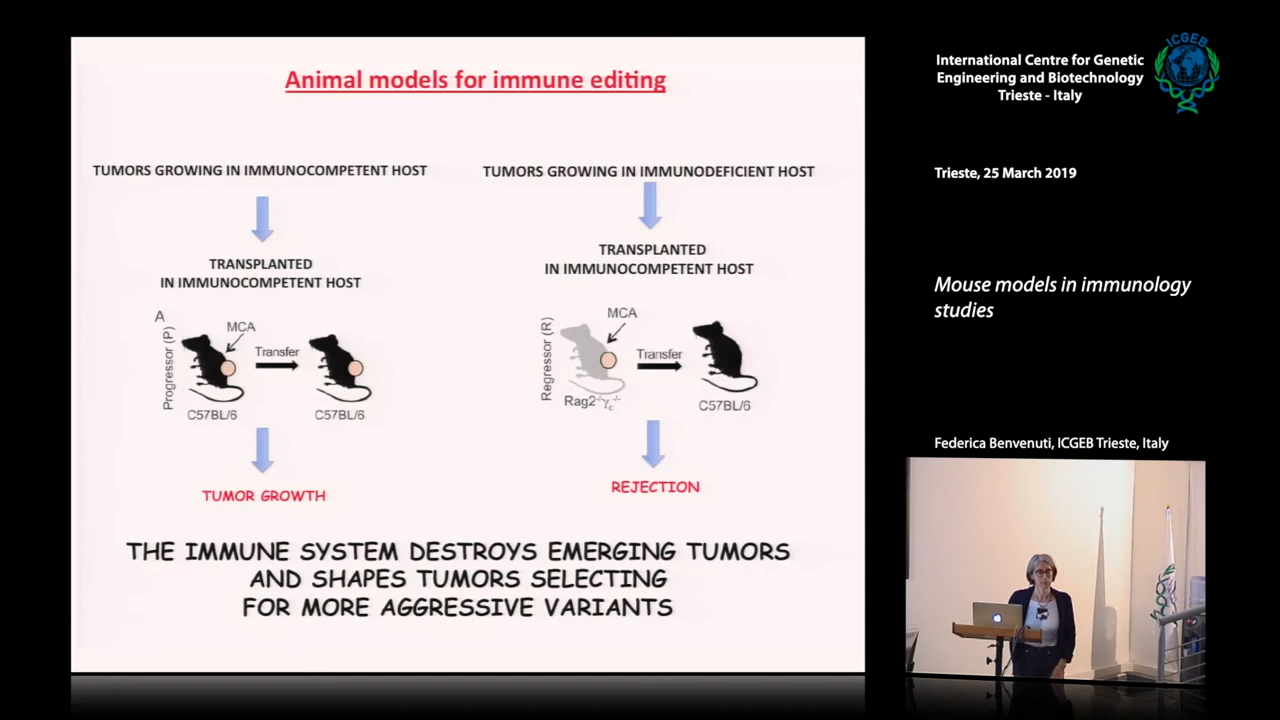 Animal models for immune editing
TUMORS GROWING IN IMMUNOCOMPETENT HOST
TRANSPLANTED
IN IMMUNOCOMPETENT HOST
A
Progressor (P)
MCA
Transfer
C57BL/6
C57BL/6
TUMOR GROWTH
TUMORS GROWING IN IMMUNODEFICIENT HOST
TRANSPLANTED
IN IMMUNOCOMPETENT HOST
Regressor (R)
MCA
Transfer
Rag2-/-γc-/-
C57BL/6
REJECTION
THE IMMUNE SYSTEM DESTROYS EMERGING TUMORS
AND SHAPES TUMORS SELECTING
FOR MORE AGGRESSIVE VARIANTS
International Centre for Genetic
Engineering and Biotechnology
Trieste - Italy
ICGEB
Trieste, 25 March 2019
Mouse models in immunology
studies
Federica Benvenuti, ICGEB Trieste, Italy